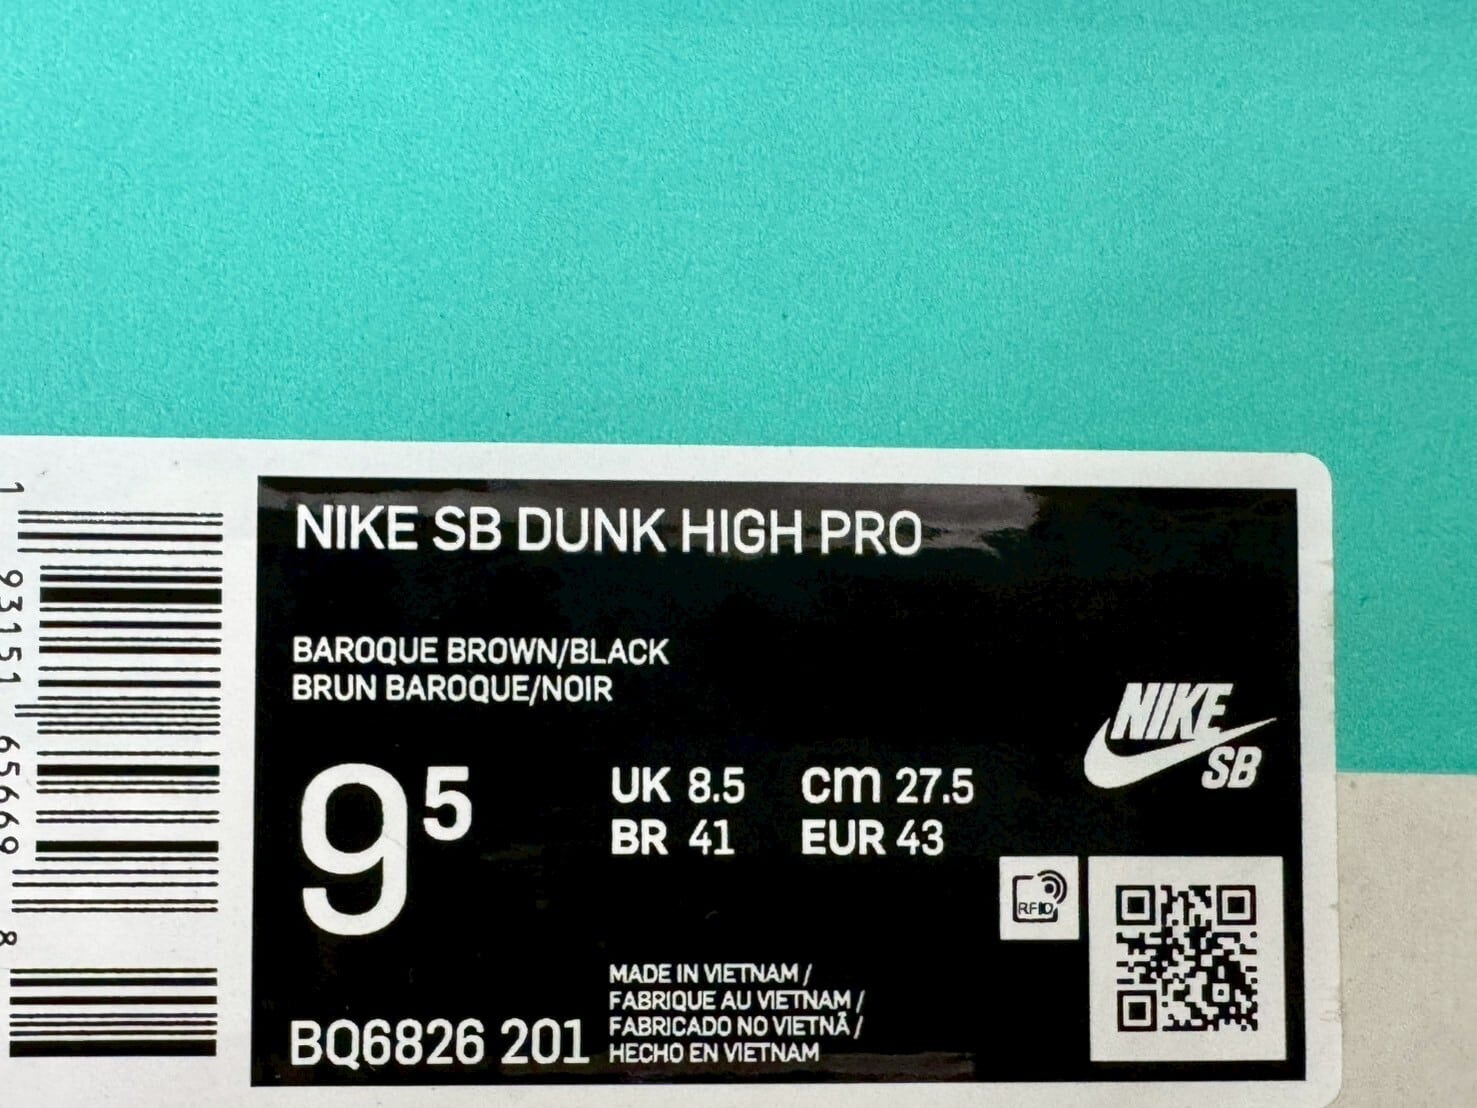 NIKE SB DUNK HIGH PRO
BAROQUE BROWN/BLACK
BRUN BAROQUE/NOIR
9 5
UK 8.5 cm 27.5
BR 41 EUR 43
NIKE
SB
RFID
MADE IN VIETNAM /
FABRIQUE AU VIETNAM /
FABRICADO NO VIETNÃ /
HECHO EN VIETNAM
BQ6826 201
1 93151 65669 8